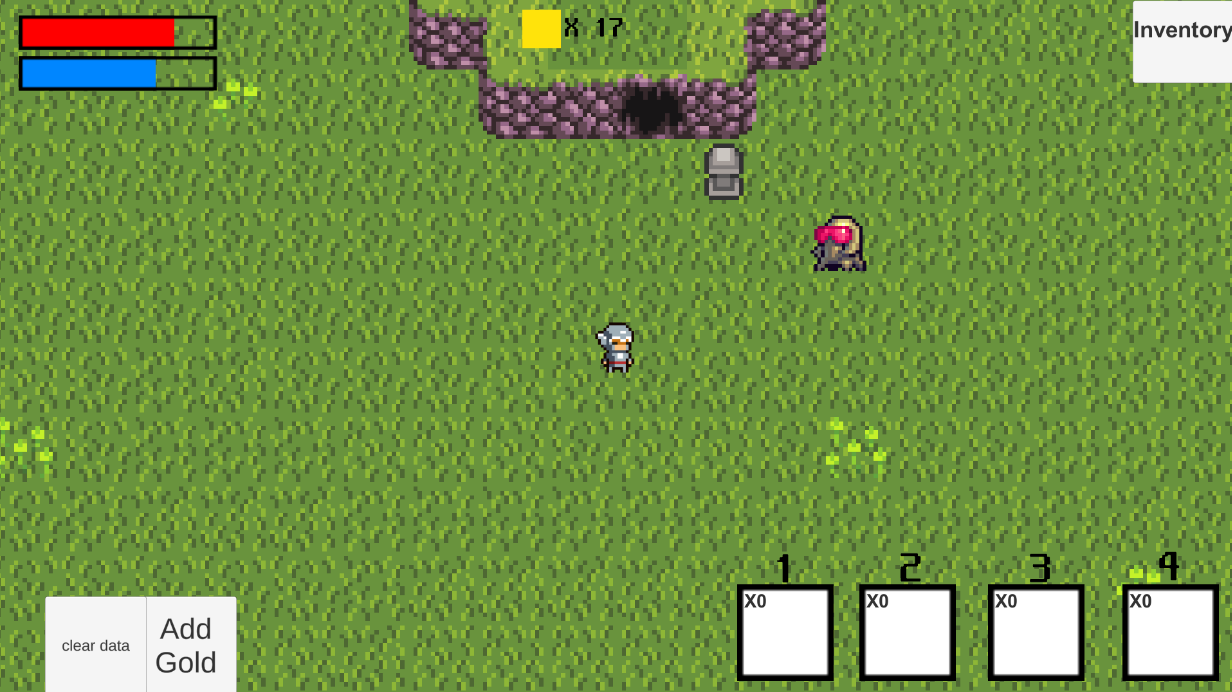 X 17
Inventory
1
2
3
4
X0
X0
X0
X0
clear data
Add
Gold